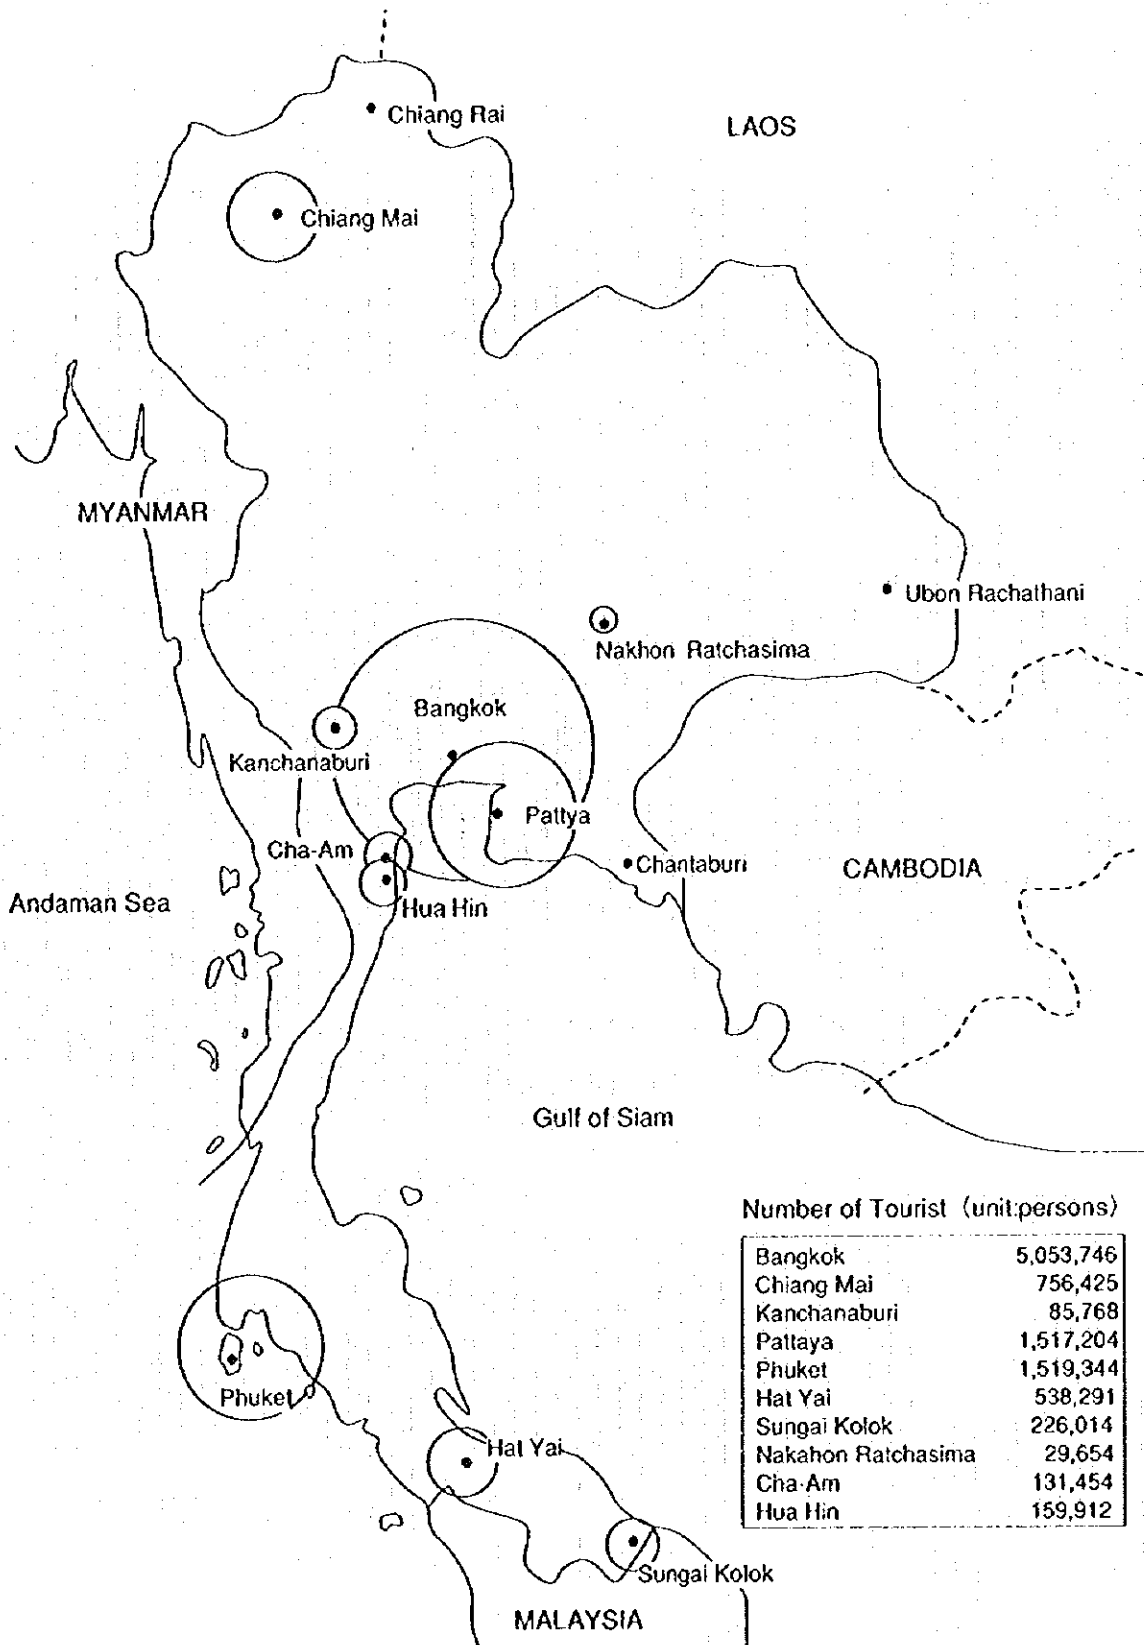 Chiang Rai
LAOS
Chiang Mai
MYANMAR
Ubon Rachathani
Nakhon Ratchasima
Bangkok
Kanchanaburi
Pattya
Cha-Am
Chantaburi
CAMBODIA
Andaman Sea
Hua Hin
Gulf of Siam
Number of Tourist (unit:persons)
Bangkok 5,053,746
Chiang Mai 756,425
Kanchanaburi 85,768
Pattaya 1,517,204
Phuket 1,519,344
Hat Yai 538,291
Sungai Kolok 226,014
Nakahon Ratchasima 29,654
Cha-Am 131,454
Hua Hin 159,912
Phuket
Hat Yai
Sungai Kolok
MALAYSIA